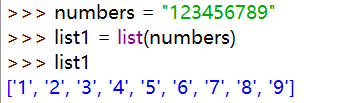 >>> numbers = "123456789"
>>> list1 = list(numbers)
>>> list1
['1', '2', '3', '4', '5', '6', '7', '8', '9']